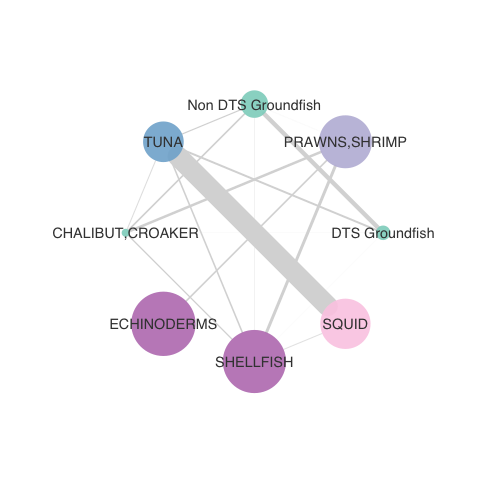 Non DTS Groundfish
TUNA
PRAWNS,SHRIMP
CHALIBUT,CROAKER
DTS Groundfish
ECHINODERMS
SQUID
SHELLFISH